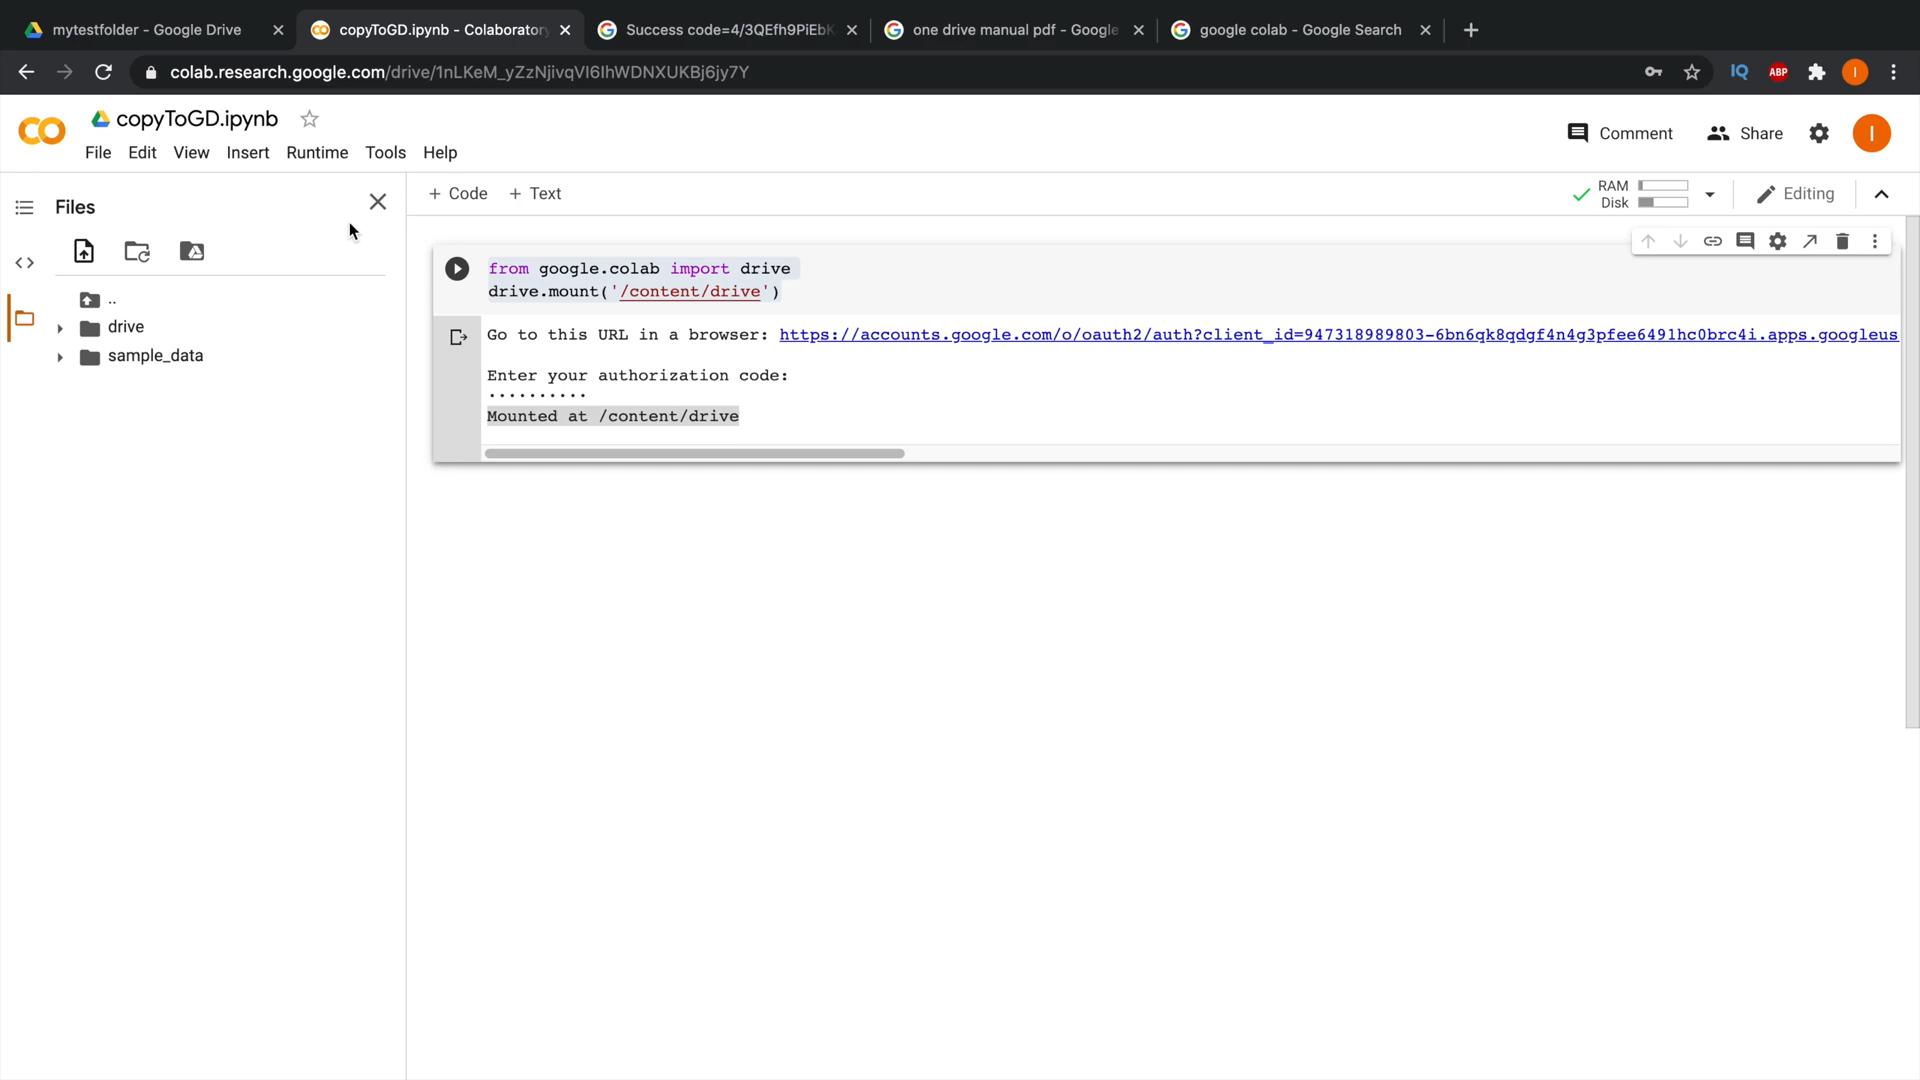 mytestfolder - Google Drive
copyToGD.ipynb - Colaboratory
Success code=4/3QEfh9PiEbK
one drive manual pdf - Google
google colab - Google Search
colab.research.google.com/drive/1nLKeM_yZzNjivqVI6IhWDNXUKBj6jy7Y
IQ
ABP
I
copyToGD.ipynb
Comment
Share
I
File Edit View Insert Runtime Tools Help
Files
+ Code + Text
RAM
Disk
Editing
..
drive
sample_data
from google.colab import drive
drive.mount('/content/drive')
Go to this URL in a browser: https://accounts.google.com/o/oauth2/auth?client_id=947318989803-6bn6qk8qdgf4n4g3pfee6491hc0brc4i.apps.googleus
Enter your authorization code:
··········
Mounted at /content/drive